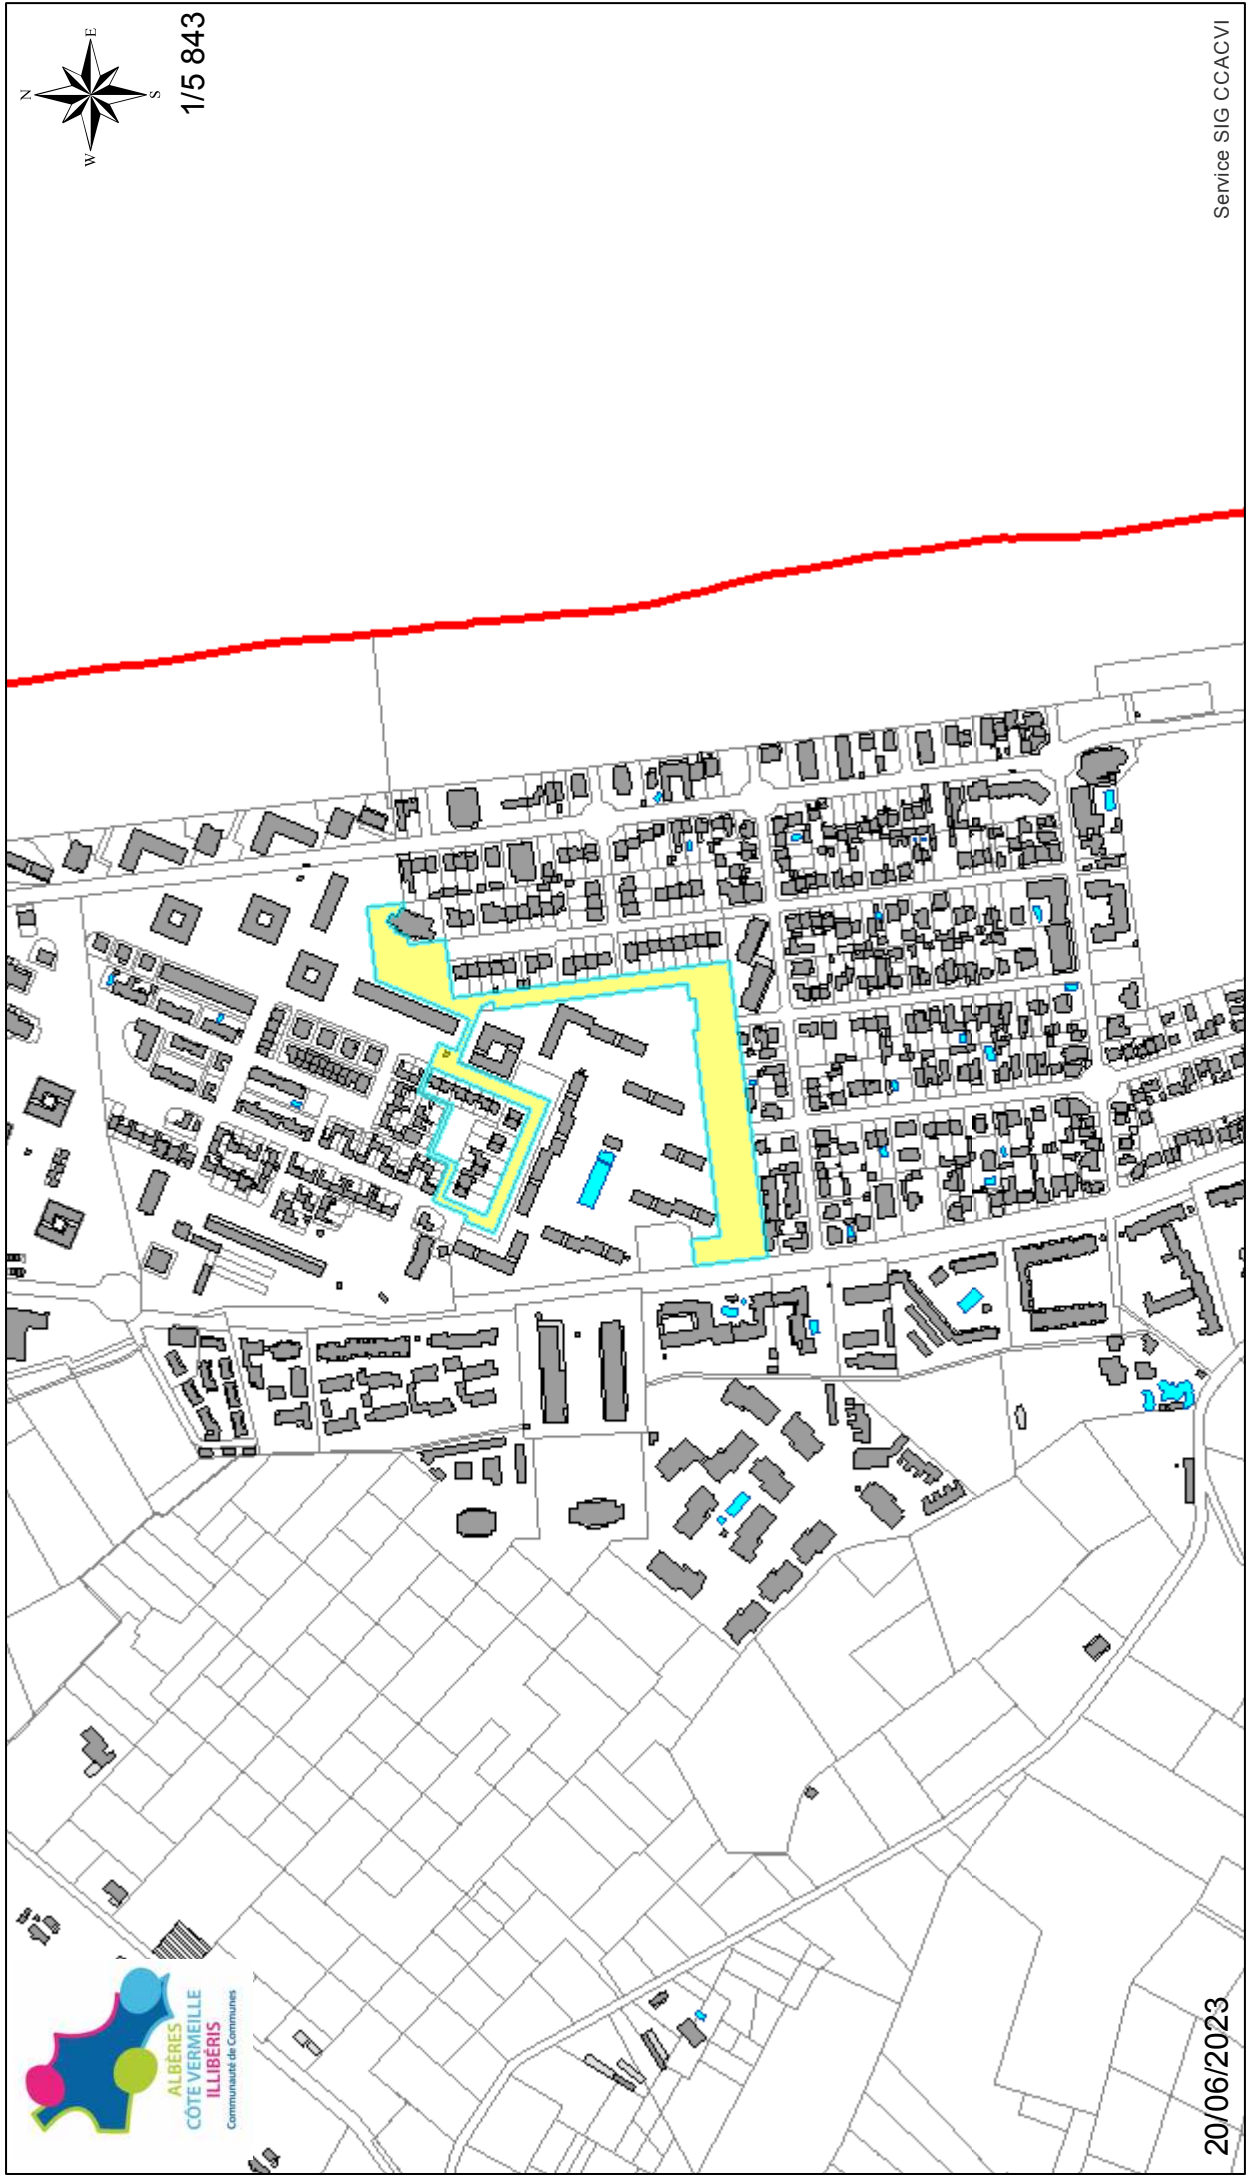 N
W
E
S
1/5 843
Service SIG CCACVI
ALBÈRES
CÔTE VERMEILLE
ILLIBÉRIS
Communauté de Communes
20/06/2023